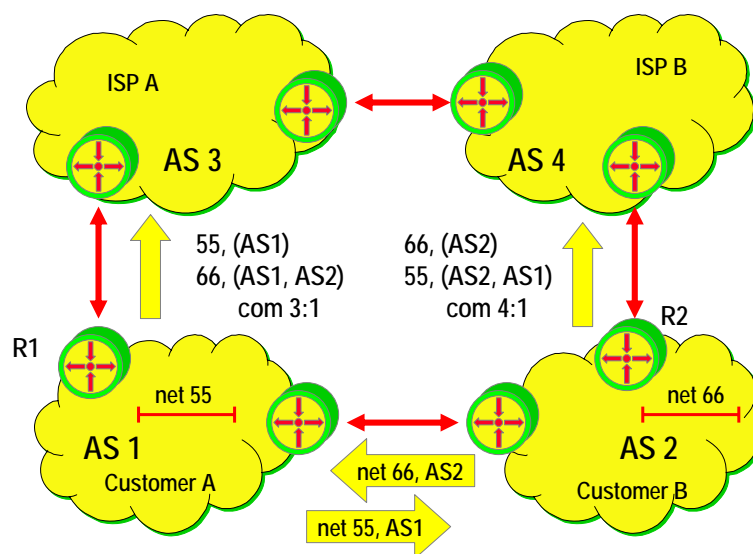 ISP A
ISP B
AS 3
AS 4
55, (AS1)
66, (AS1, AS2)
com 3:1
66, (AS2)
55, (AS2, AS1)
com 4:1
R1
R2
net 55
net 66
AS 1
AS 2
Customer A
Customer B
net 66, AS2
net 55, AS1